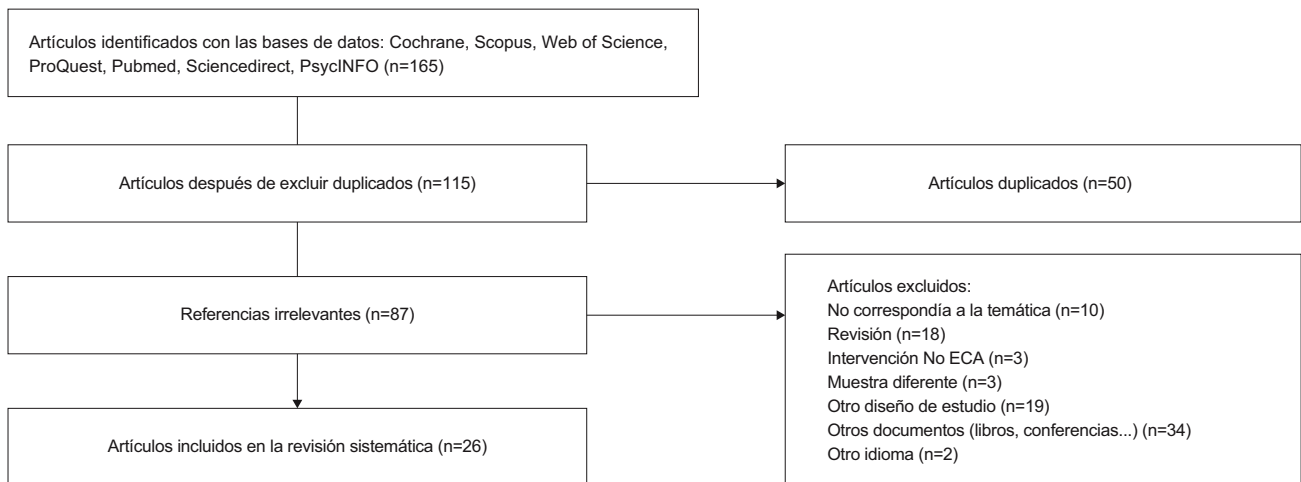 Artículos identificados con las bases de datos: Cochrane, Scopus, Web of Science,
ProQuest, Pubmed, Sciencedirect, PsycINFO (n=165)
Artículos después de excluir duplicados (n=115)
Artículos duplicados (n=50)
Referencias irrelevantes (n=87)
Artículos excluidos:
No correspondía a la temática (n=10)
Revisión (n=18)
Intervención No ECA (n=3)
Muestra diferente (n=3)
Otro diseño de estudio (n=19)
Otros documentos (libros, conferencias...) (n=34)
Otro idioma (n=2)
Artículos incluidos en la revisión sistemática (n=26)